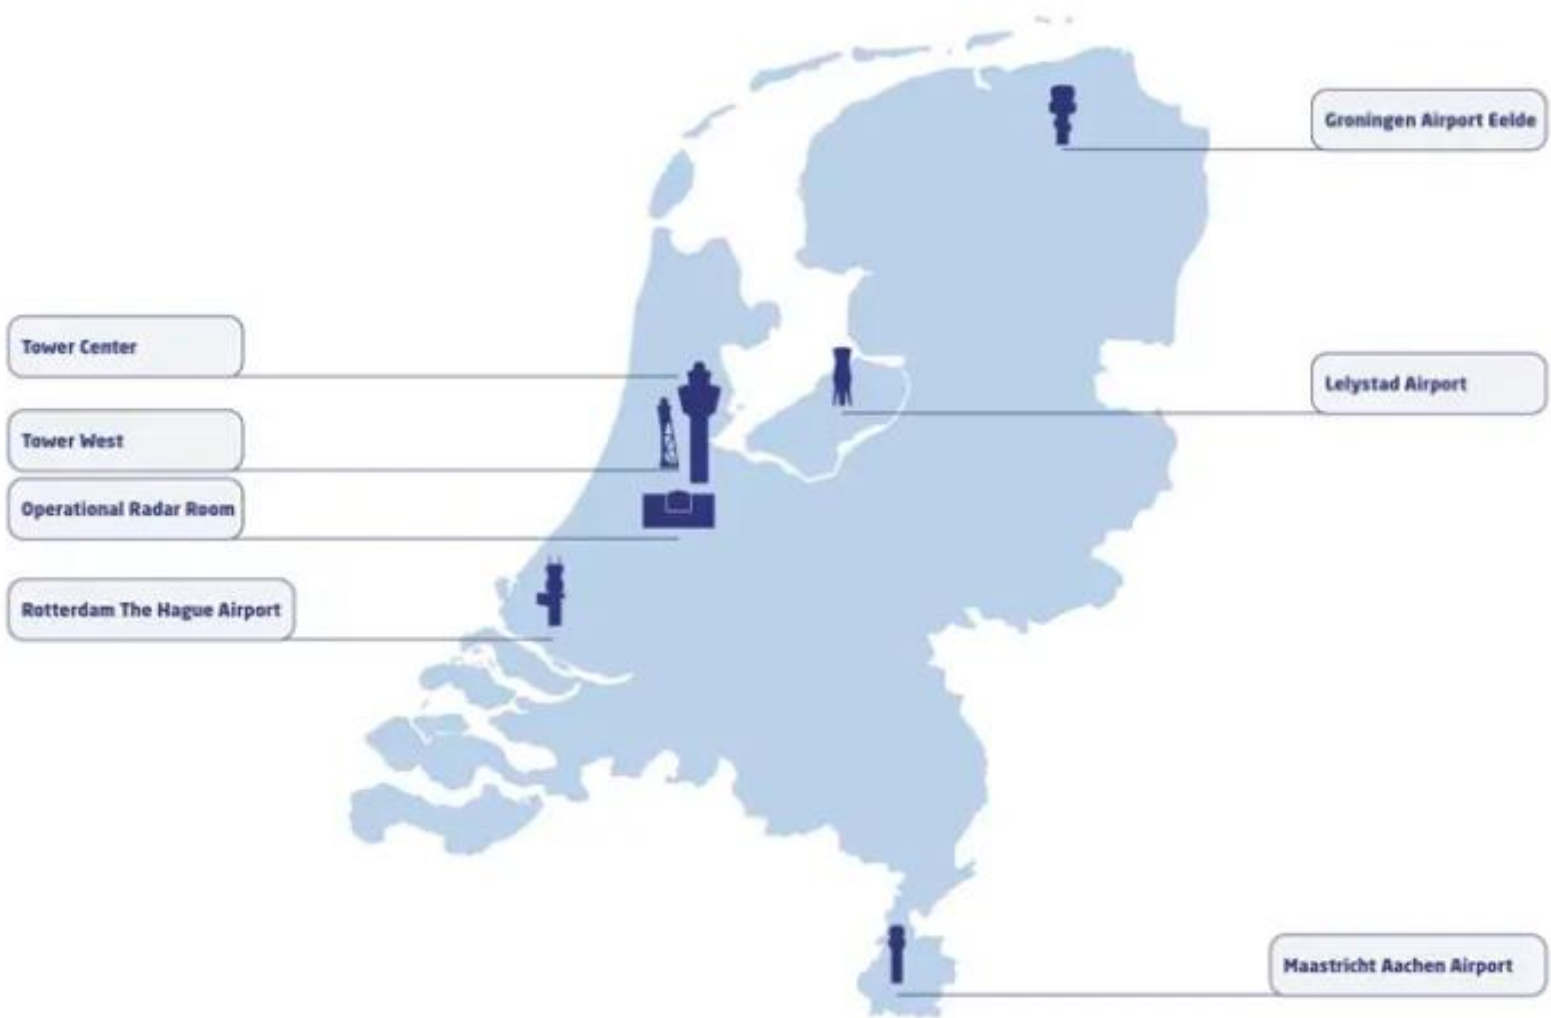 Groningen Airport Eelde
Tower Center
Lelystad Airport
Tower West
Operational Radar Room
Rotterdam The Hague Airport
Maastricht Aachen Airport